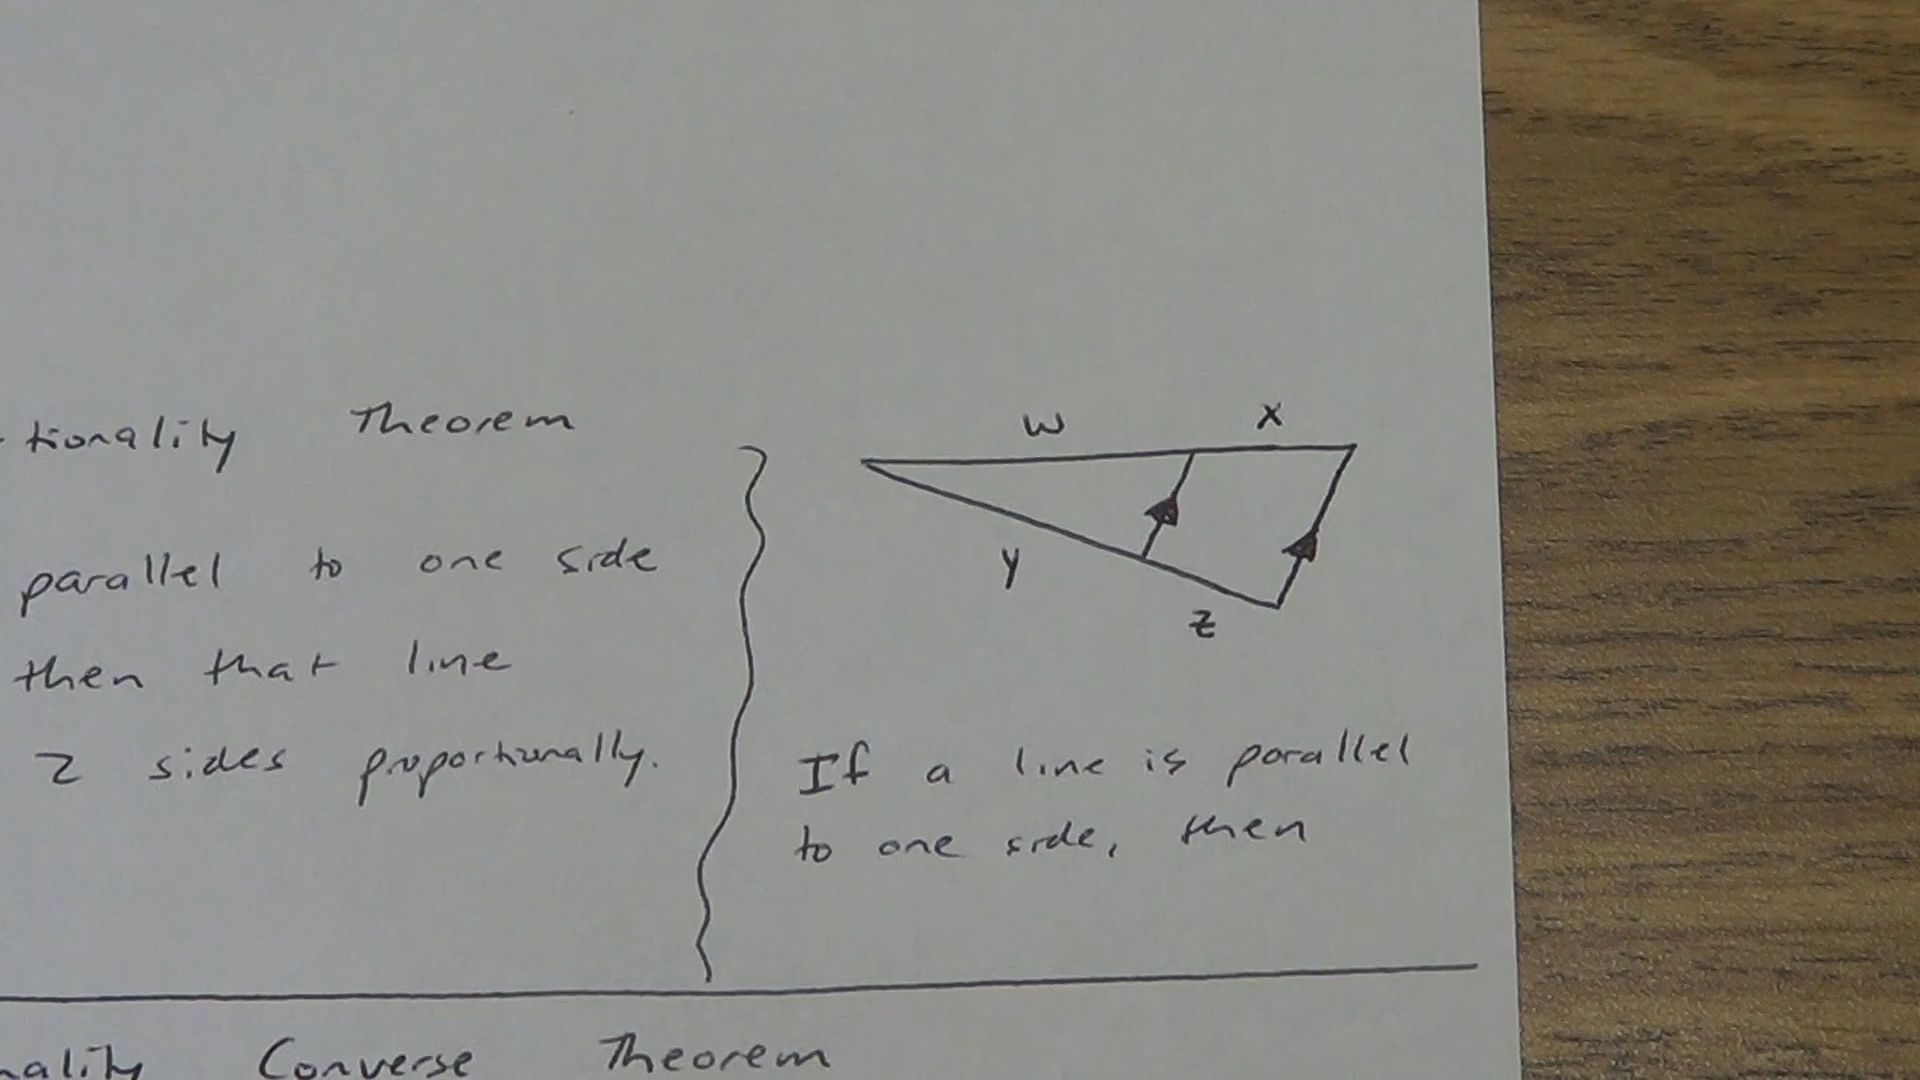 tionality Theorem
parallel to one side
then that line
2 sides proportionally.
w x
y
z
If a line is parallel
to one side, then
nality Converse Theorem